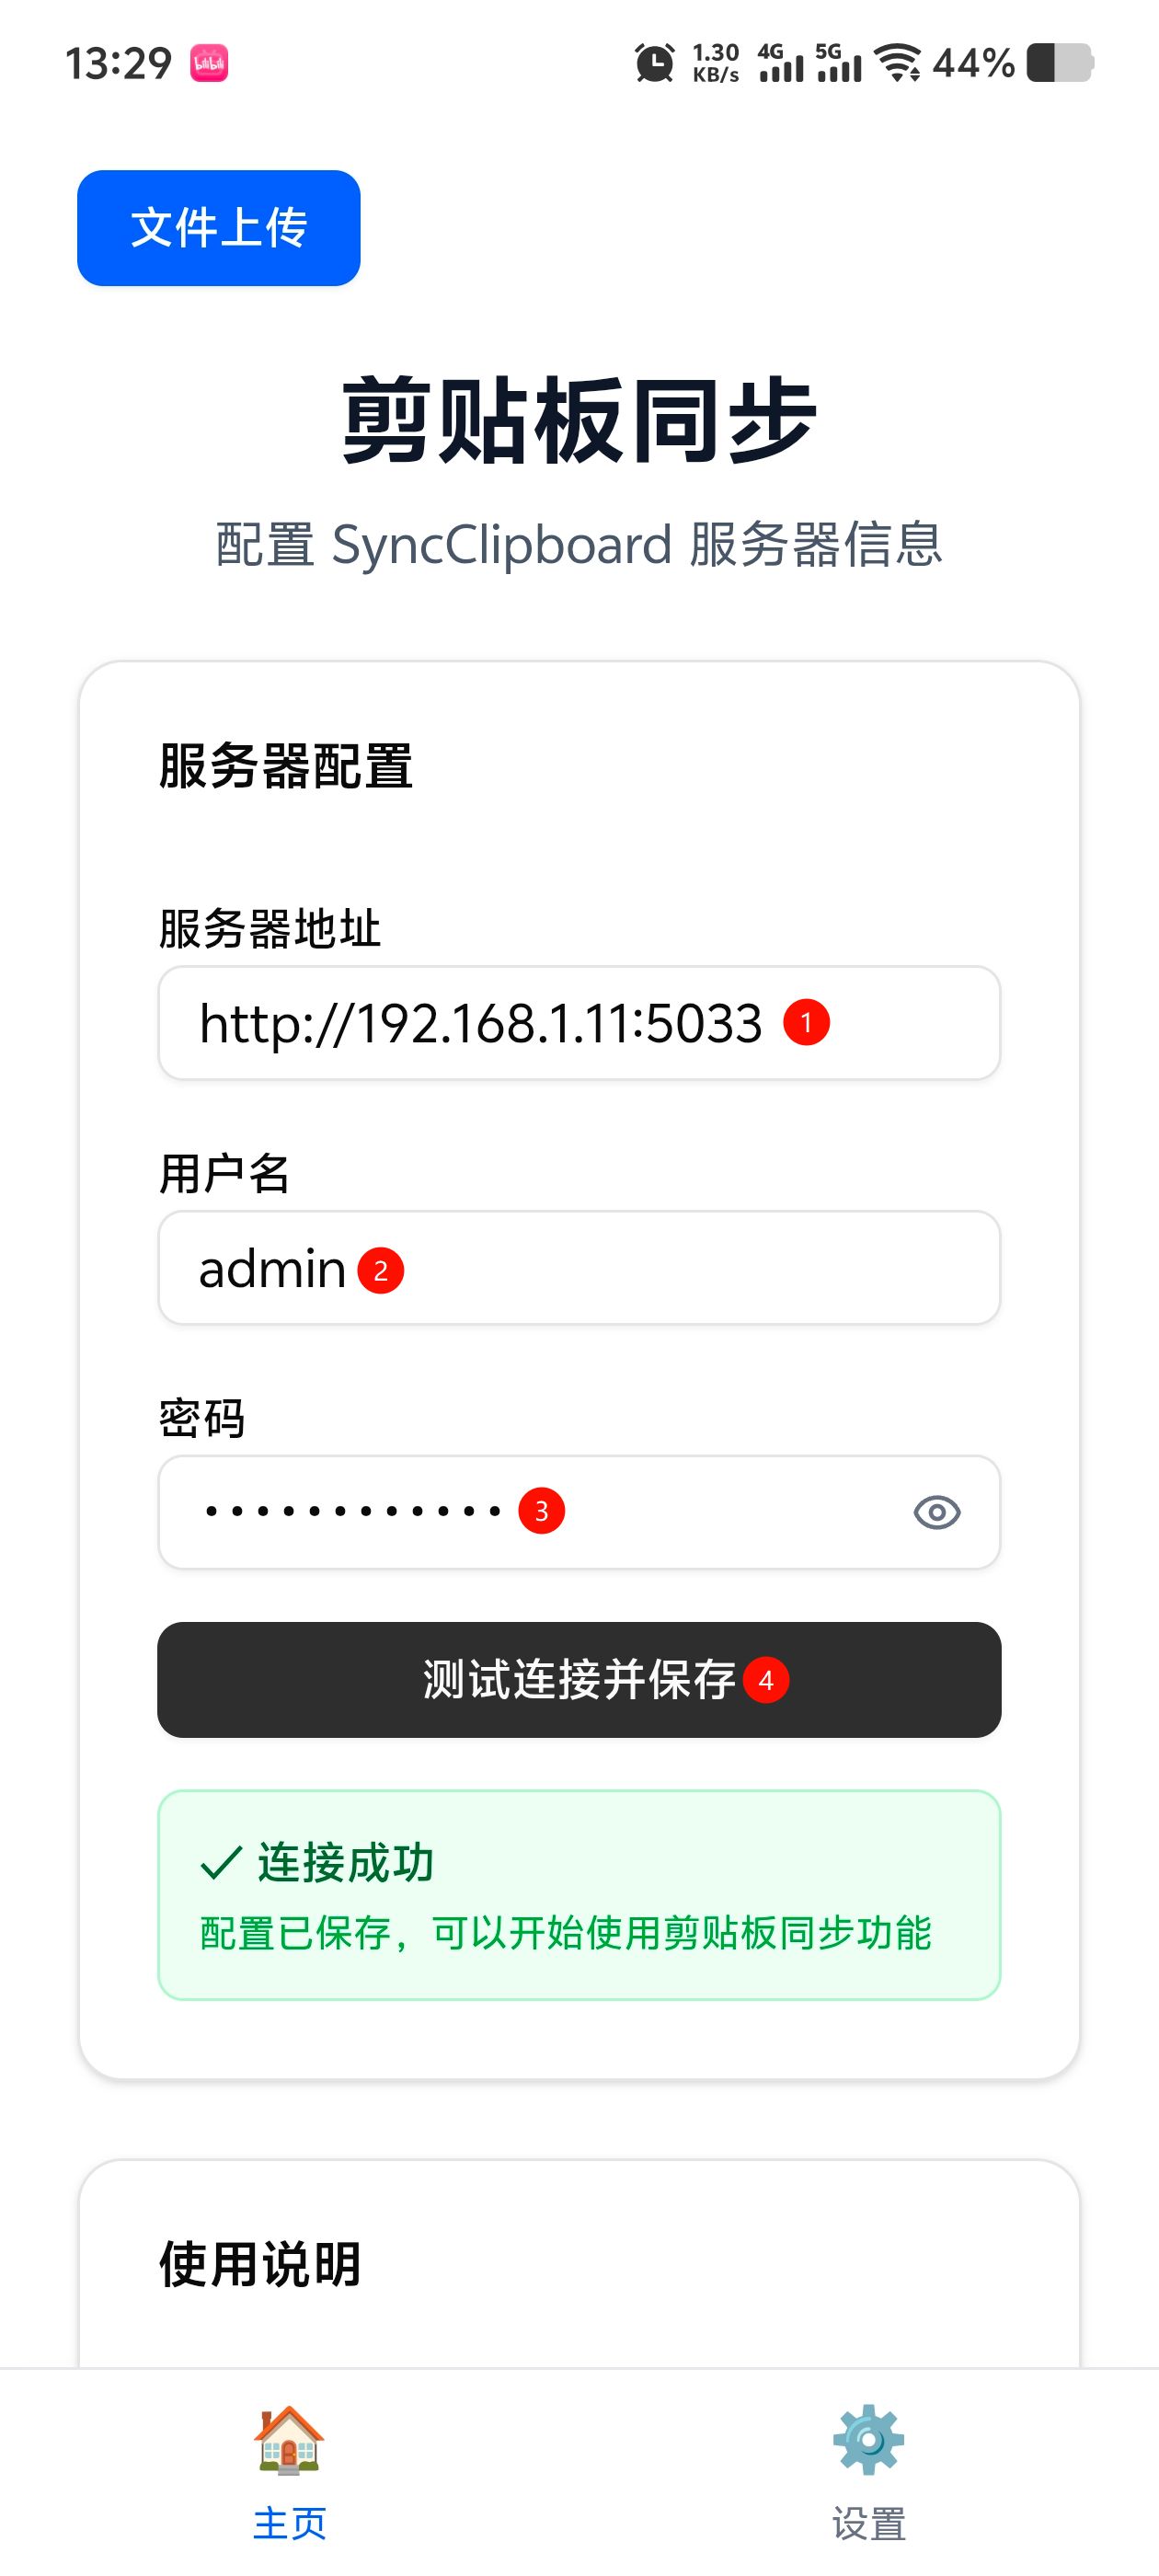 13:29 bilibili 1.30 KB/s 4G 5G 44%
文件上传
剪贴板同步
配置 SyncClipboard 服务器信息
服务器配置
服务器地址
http://192.168.1.11:5033 1
用户名
admin 2
密码
•••••••••••• 3
测试连接并保存 4
连接成功
配置已保存，可以开始使用剪贴板同步功能
使用说明
主页 设置